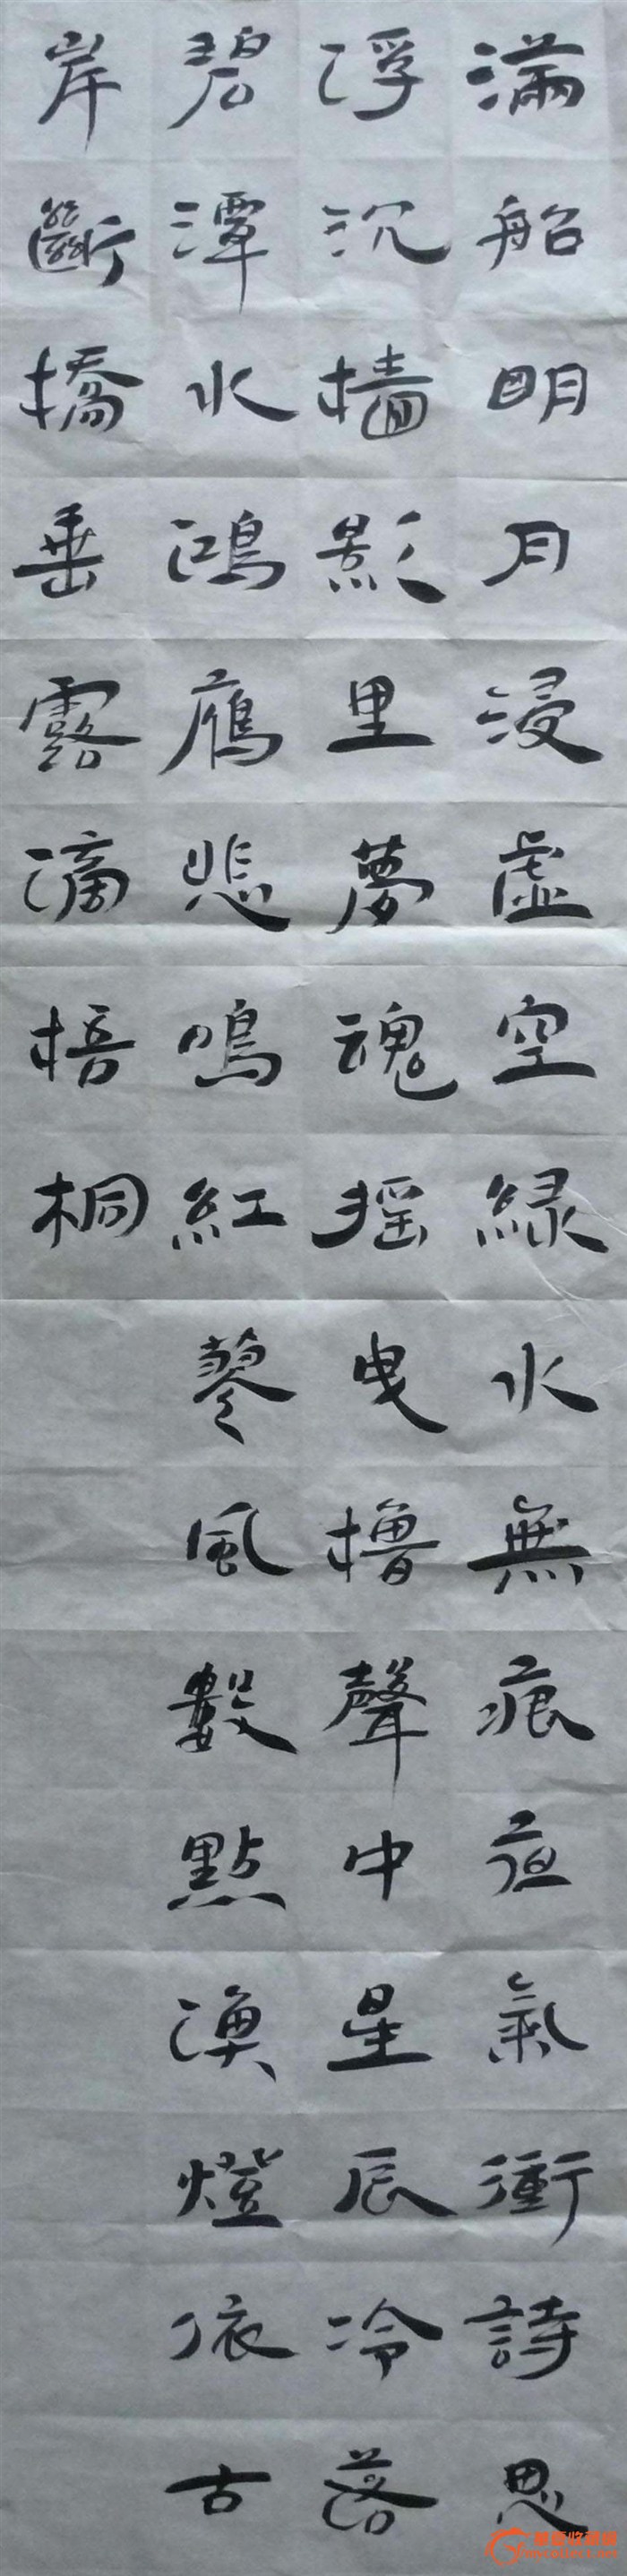 滿船明月浸虛空綠水無痕夜氣衝詩思
浮沉檣影里夢魂摇曳櫓聲中星辰冷落
碧潭水鴻雁悲鳴紅蓼風數點漁燈依古
岸斷橋垂露滴梧桐